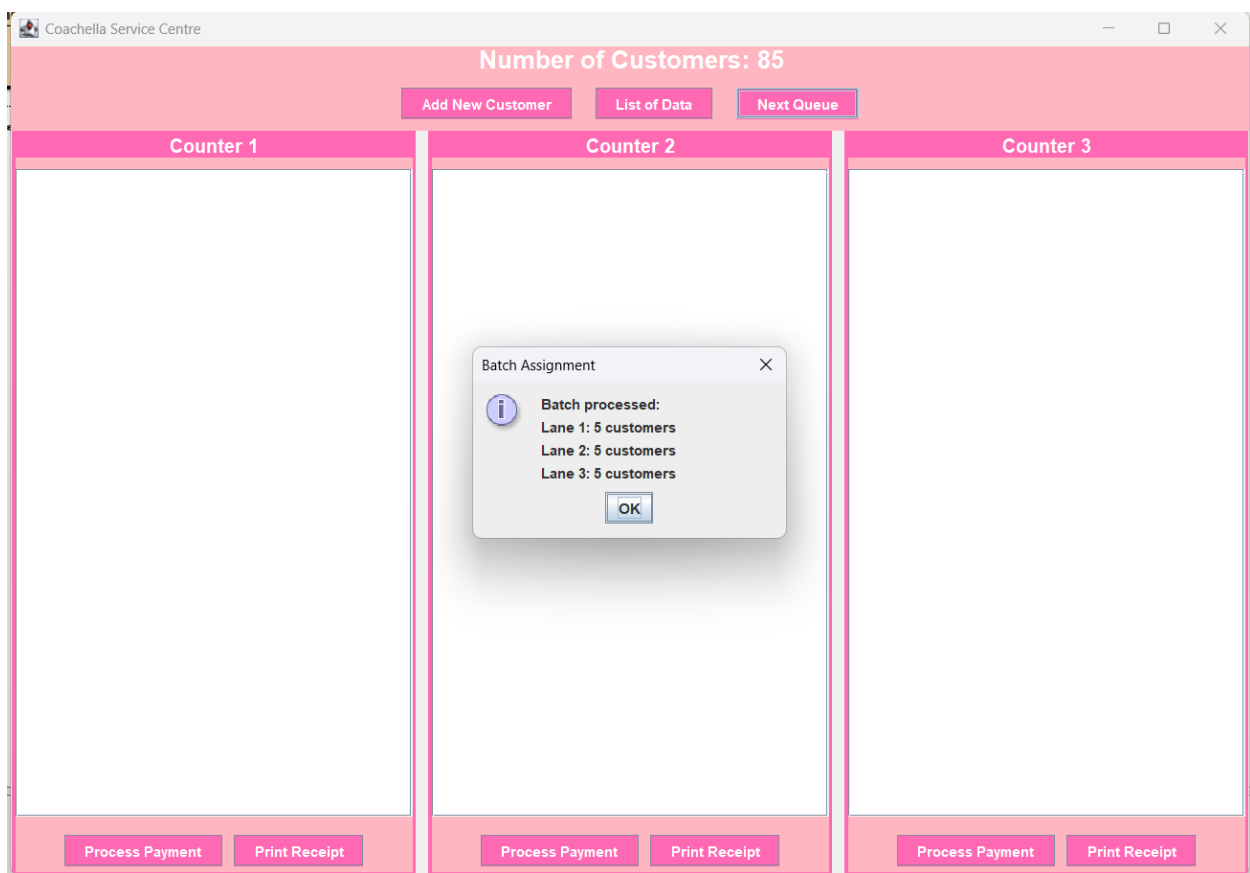 Coachella Service Centre
Number of Customers: 85
Add New Customer List of Data Next Queue
Counter 1 Counter 2 Counter 3
Batch Assignment
Batch processed:
Lane 1: 5 customers
Lane 2: 5 customers
Lane 3: 5 customers
OK
Process Payment Print Receipt Process Payment Print Receipt Process Payment Print Receipt